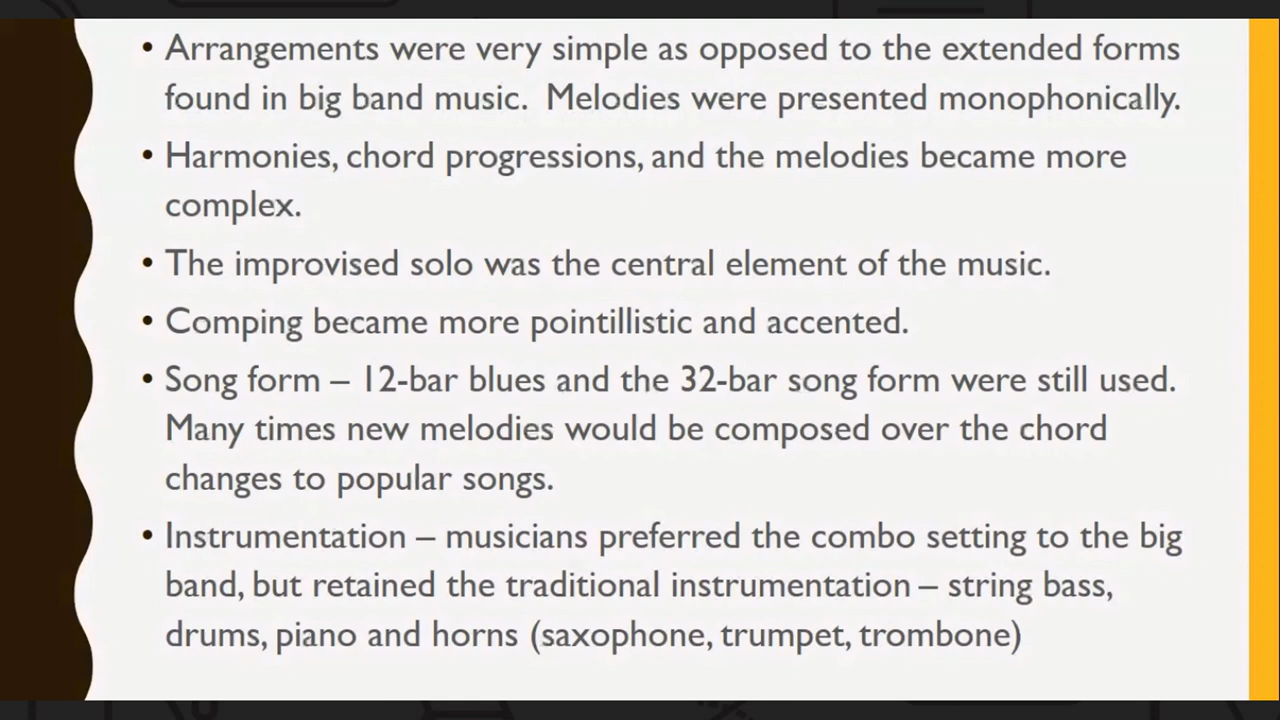 • Arrangements were very simple as opposed to the extended forms
found in big band music.  Melodies were presented monophonically.
• Harmonies, chord progressions, and the melodies became more
complex.
• The improvised solo was the central element of the music.
• Comping became more pointillistic and accented.
• Song form – 12-bar blues and the 32-bar song form were still used.
Many times new melodies would be composed over the chord
changes to popular songs.
• Instrumentation – musicians preferred the combo setting to the big
band, but retained the traditional instrumentation – string bass,
drums, piano and horns (saxophone, trumpet, trombone)